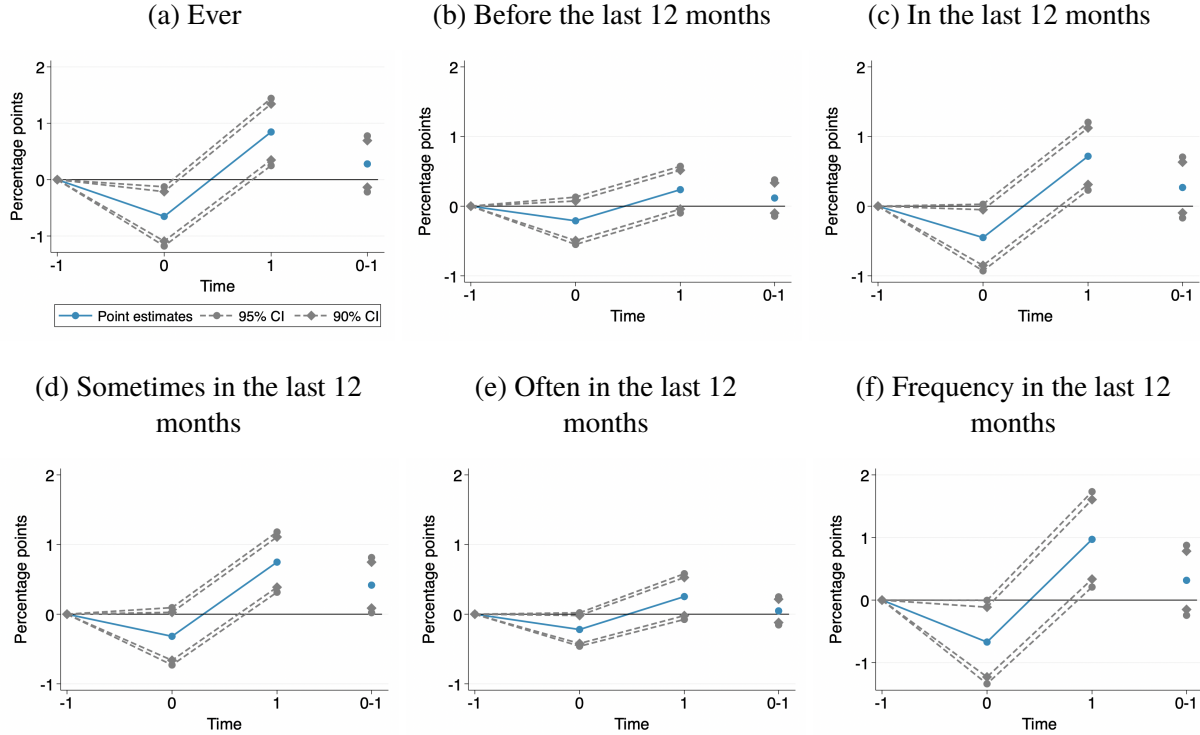 (a) Ever
2
1
0
-1
Percentage points
-1 0 1 0-1
Time
Point estimates 95% CI 90% CI
(b) Before the last 12 months
2
1
0
-1
Percentage points
-1 0 1 0-1
Time
(c) In the last 12 months
2
1
0
-1
Percentage points
-1 0 1 0-1
Time
(d) Sometimes in the last 12
months
2
1
0
-1
Percentage points
-1 0 1 0-1
Time
(e) Often in the last 12
months
2
1
0
-1
Percentage points
-1 0 1 0-1
Time
(f) Frequency in the last 12
months
2
1
0
-1
Percentage points
-1 0 1 0-1
Time